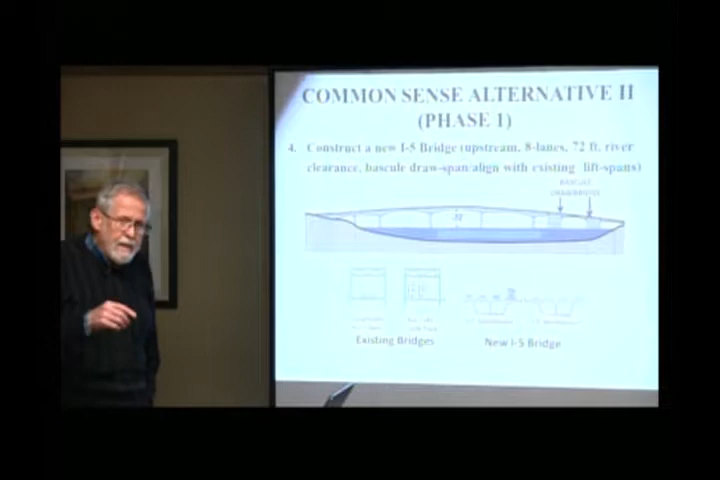 COMMON SENSE ALTERNATIVE II
(PHASE 1)
4. Construct a new I-5 Bridge (upstream, 8-lanes, 72 ft. river
clearance, bascule draw-span/align with existing lift-spans)
BASCULE
DRAWBRIDGE
72'
Existing Bridges
New I-5 Bridge